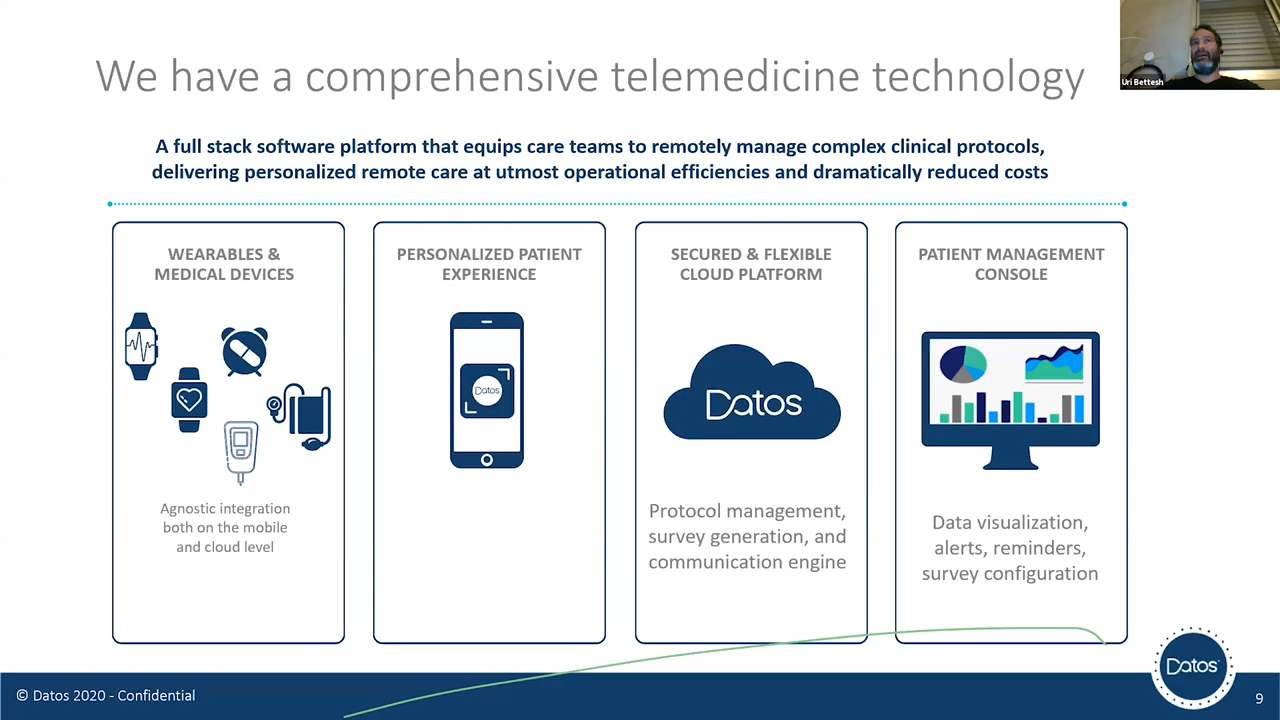 We have a comprehensive telemedicine technology
Uri Bettesh
A full stack software platform that equips care teams to remotely manage complex clinical protocols,
delivering personalized remote care at utmost operational efficiencies and dramatically reduced costs
WEARABLES &
MEDICAL DEVICES
Agnostic integration
both on the mobile
and cloud level
PERSONALIZED PATIENT
EXPERIENCE
Datos
SECURED & FLEXIBLE
CLOUD PLATFORM
Datos
Protocol management,
survey generation, and
communication engine
PATIENT MANAGEMENT
CONSOLE
Data visualization,
alerts, reminders,
survey configuration
© Datos 2020 - Confidential
Datos
9